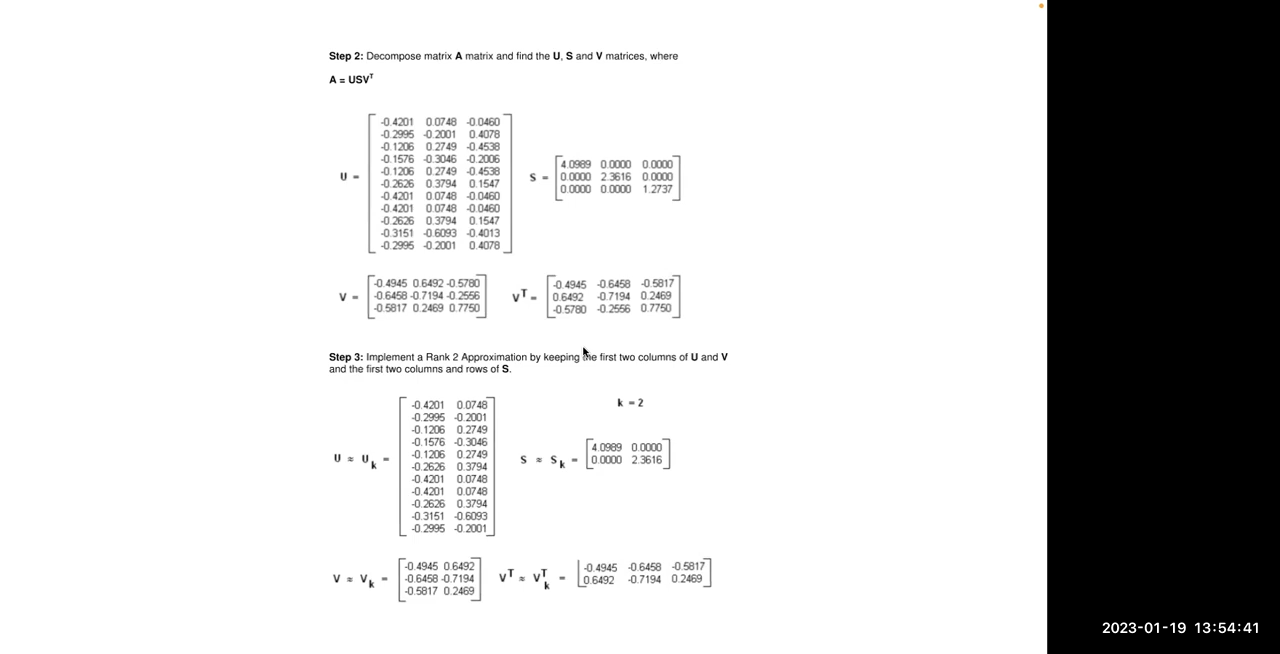 Step 2: Decompose matrix A matrix and find the U, S and V matrices, where
A = USVᵀ
U =
-0.4201 0.0748 -0.0460
-0.2995 -0.2001 0.4078
-0.1206 0.2749 -0.4538
-0.1576 -0.3046 -0.2006
-0.1206 0.2749 -0.4538
-0.2626 0.3794 0.1547
-0.4201 0.0748 -0.0460
-0.4201 0.0748 -0.0460
-0.2626 0.3794 0.1547
-0.3151 -0.6093 -0.4013
-0.2995 -0.2001 0.4078
S =
4.0989 0.0000 0.0000
0.0000 2.3616 0.0000
0.0000 0.0000 1.2737
V =
-0.4945 0.6492 -0.5780
-0.6458 -0.7194 -0.2556
-0.5817 0.2469 0.7750
Vᵀ =
-0.4945 -0.6458 -0.5817
0.6492 -0.7194 0.2469
-0.5780 -0.2556 0.7750
Step 3: Implement a Rank 2 Approximation by keeping the first two columns of U and V
and the first two columns and rows of S.
U ≈ Uₖ =
-0.4201 0.0748
-0.2995 -0.2001
-0.1206 0.2749
-0.1576 -0.3046
-0.1206 0.2749
-0.2626 0.3794
-0.4201 0.0748
-0.4201 0.0748
-0.2626 0.3794
-0.3151 -0.6093
-0.2995 -0.2001
k = 2
S ≈ Sₖ =
4.0989 0.0000
0.0000 2.3616
V ≈ Vₖ =
-0.4945 0.6492
-0.6458 -0.7194
-0.5817 0.2469
Vᵀ ≈ Vᵀₖ =
-0.4945 -0.6458 -0.5817
0.6492 -0.7194 0.2469
2023-01-19 13:54:41